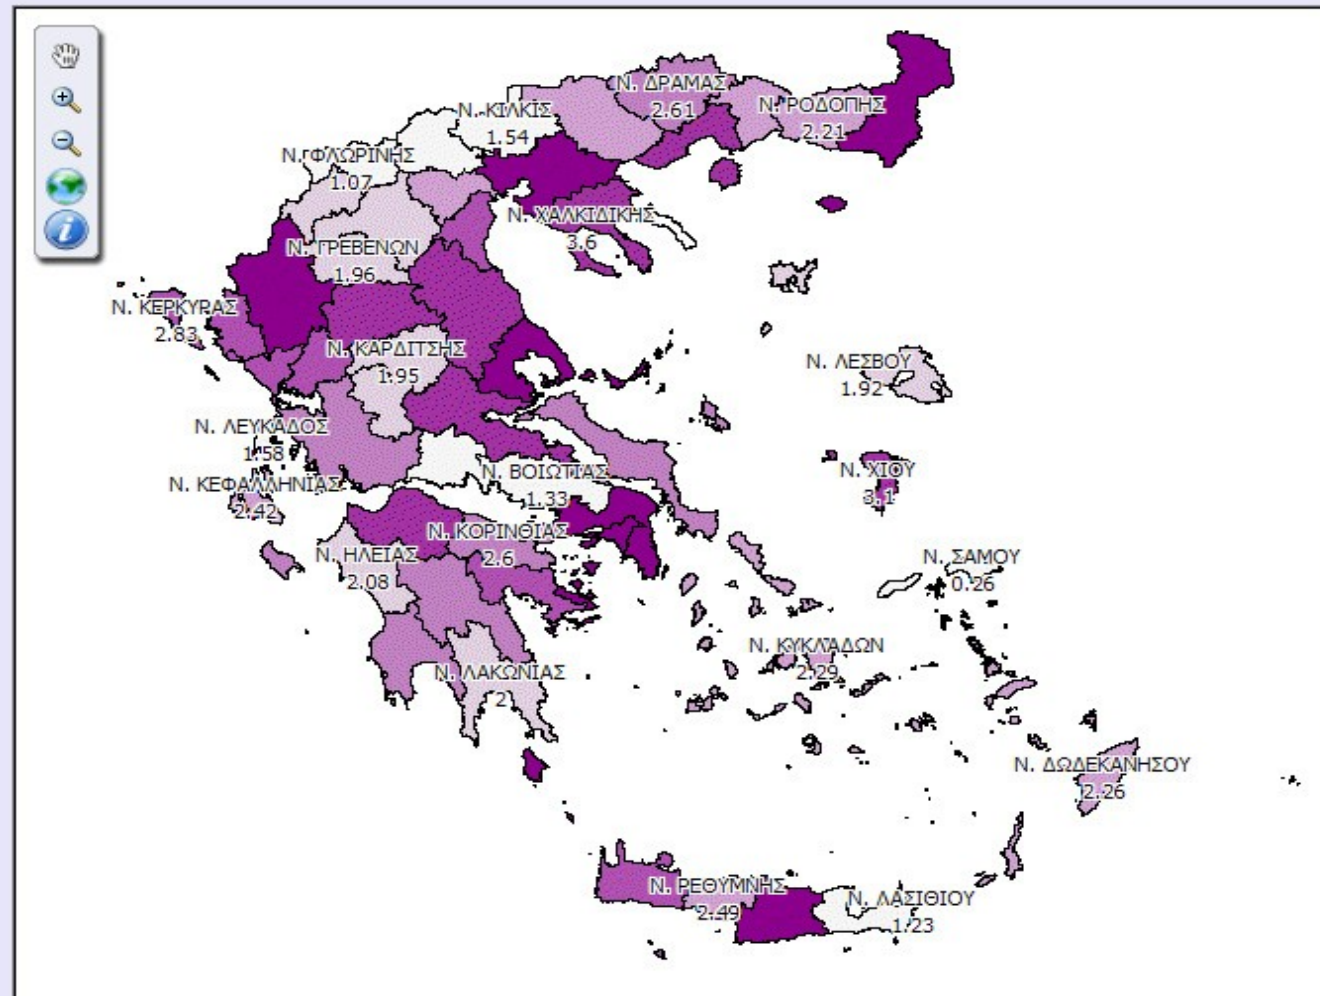 Ν. ΔΡΑΜΑΣ
2.61
Ν. ΚΙΛΚΙΣ
1.54
Ν. ΡΟΔΟΠΗΣ
2.21
Ν. ΦΛΩΡΙΝΗΣ
1.07
Ν. ΧΑΛΚΙΔΙΚΗΣ
3.6
Ν. ΓΡΕΒΕΝΩΝ
1.96
Ν. ΚΕΡΚΥΡΑΣ
2.83
Ν. ΚΑΡΔΙΤΣΗΣ
1.95
Ν. ΛΕΣΒΟΥ
1.92
Ν. ΛΕΥΚΑΔΟΣ
1.58
Ν. ΒΟΙΩΤΙΑΣ
1.33
Ν. ΧΙΟΥ
3.1
Ν. ΚΕΦΑΛΛΗΝΙΑΣ
2.42
Ν. ΚΟΡΙΝΘΙΑΣ
2.6
Ν. ΗΛΕΙΑΣ
2.08
Ν. ΣΑΜΟΥ
0.26
Ν. ΚΥΚΛΑΔΩΝ
2.29
Ν. ΛΑΚΩΝΙΑΣ
2
Ν. ΔΩΔΕΚΑΝΗΣΟΥ
2.26
Ν. ΡΕΘΥΜΝΗΣ
2.49
Ν. ΛΑΣΙΘΙΟΥ
1.23